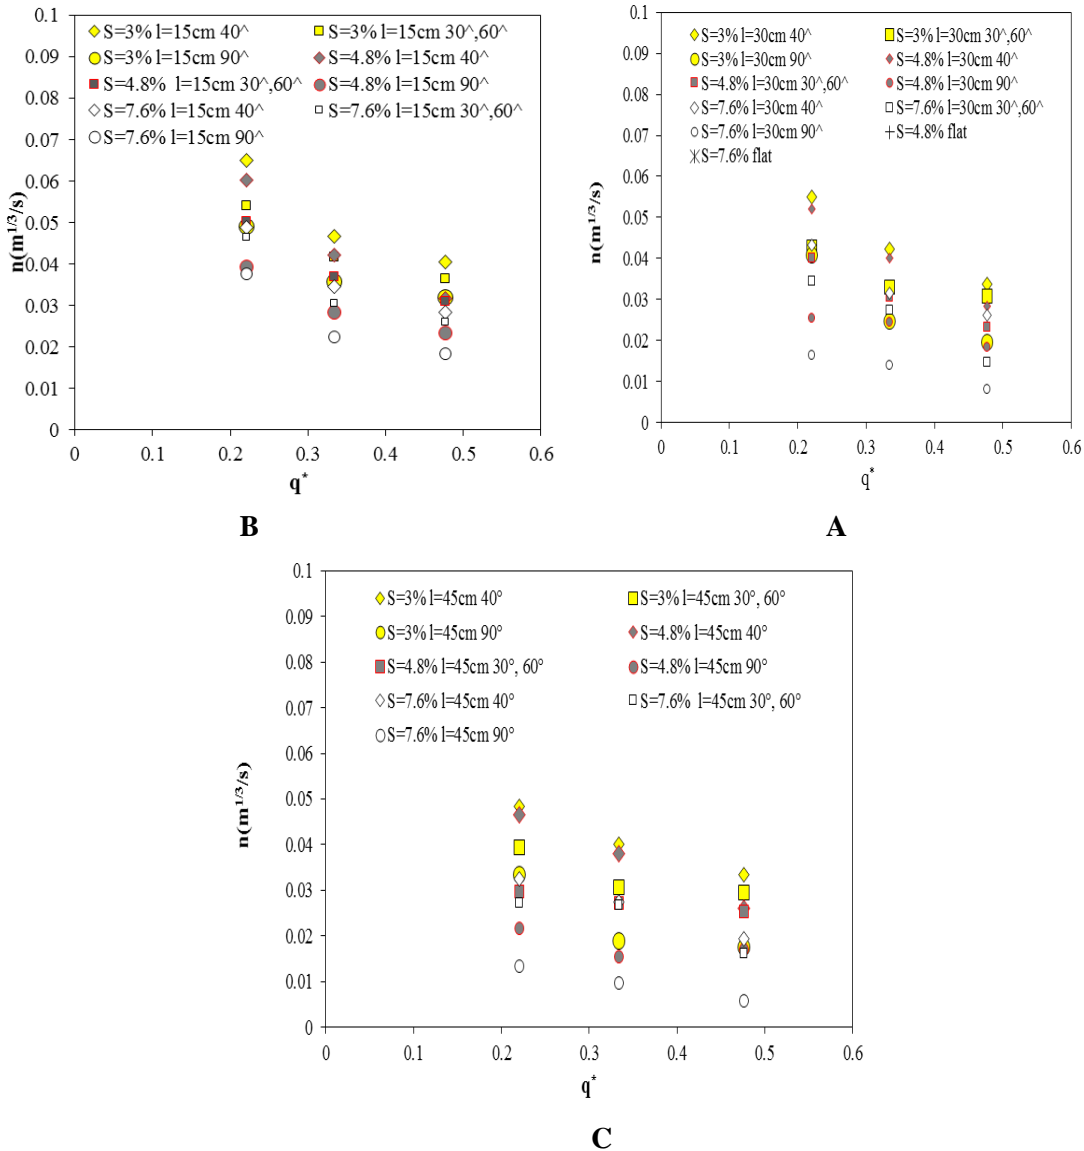 0.1
0.09
0.08
0.07
0.06
0.05
0.04
0.03
0.02
0.01
0
n(m1/3/s)
S=3% l=15cm 40^
S=3% l=15cm 30^,60^
S=3% l=15cm 90^
S=4.8% l=15cm 40^
S=4.8% l=15cm 30^,60^
S=4.8% l=15cm 90^
S=7.6% l=15cm 40^
S=7.6% l=15cm 30^,60^
S=7.6% l=15cm 90^
0 0.1 0.2 0.3 0.4 0.5 0.6
q*
B
0.1
0.09
0.08
0.07
0.06
0.05
0.04
0.03
0.02
0.01
0
n(m1/3/s)
S=3% l=30cm 40^
S=3% l=30cm 30^,60^
S=3% l=30cm 90^
S=4.8% l=30cm 40^
S=4.8% l=30cm 30^,60^
S=4.8% l=30cm 90^
S=7.6% l=30cm 40^
S=7.6% l=30cm 30^,60^
S=7.6% l=30cm 90^
S=4.8% flat
S=7.6% flat
0 0.1 0.2 0.3 0.4 0.5 0.6
q*
A
0.1
0.09
0.08
0.07
0.06
0.05
0.04
0.03
0.02
0.01
0
n(m1/3/s)
S=3% l=45cm 40°
S=3% l=45cm 30°, 60°
S=3% l=45cm 90°
S=4.8% l=45cm 40°
S=4.8% l=45cm 30°, 60°
S=4.8% l=45cm 90°
S=7.6% l=45cm 40°
S=7.6% l=45cm 30°, 60°
S=7.6% l=45cm 90°
0 0.1 0.2 0.3 0.4 0.5 0.6
q*
C